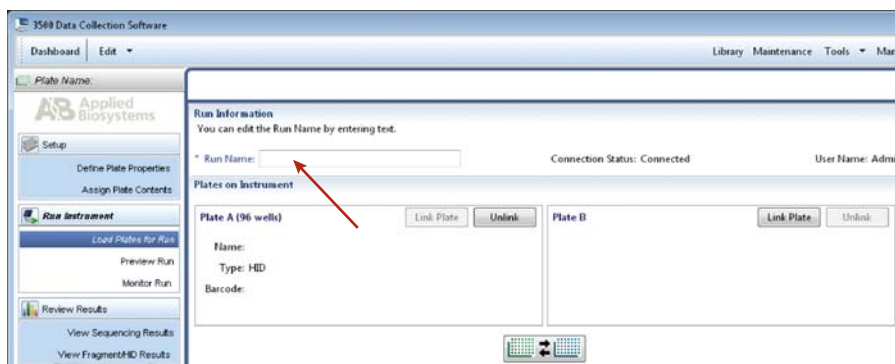 3500 Data Collection Software
Dashboard Edit Library Maintenance Tools
Plate Name:
AB Applied Biosystems
Setup
Define Plate Properties
Assign Plate Contents
Run Instrument
Load Plates for Run
Preview Run
Monitor Run
Review Results
View Sequencing Results
View Fragment/HID Results
Run Information
You can edit the Run Name by entering text.
* Run Name: Connection Status: Connected User Name:
Plates on Instrument
Plate A (96 wells) Link Plate Unlink
Name:
Type: HID
Barcode:
Plate B Link Plate Unlink